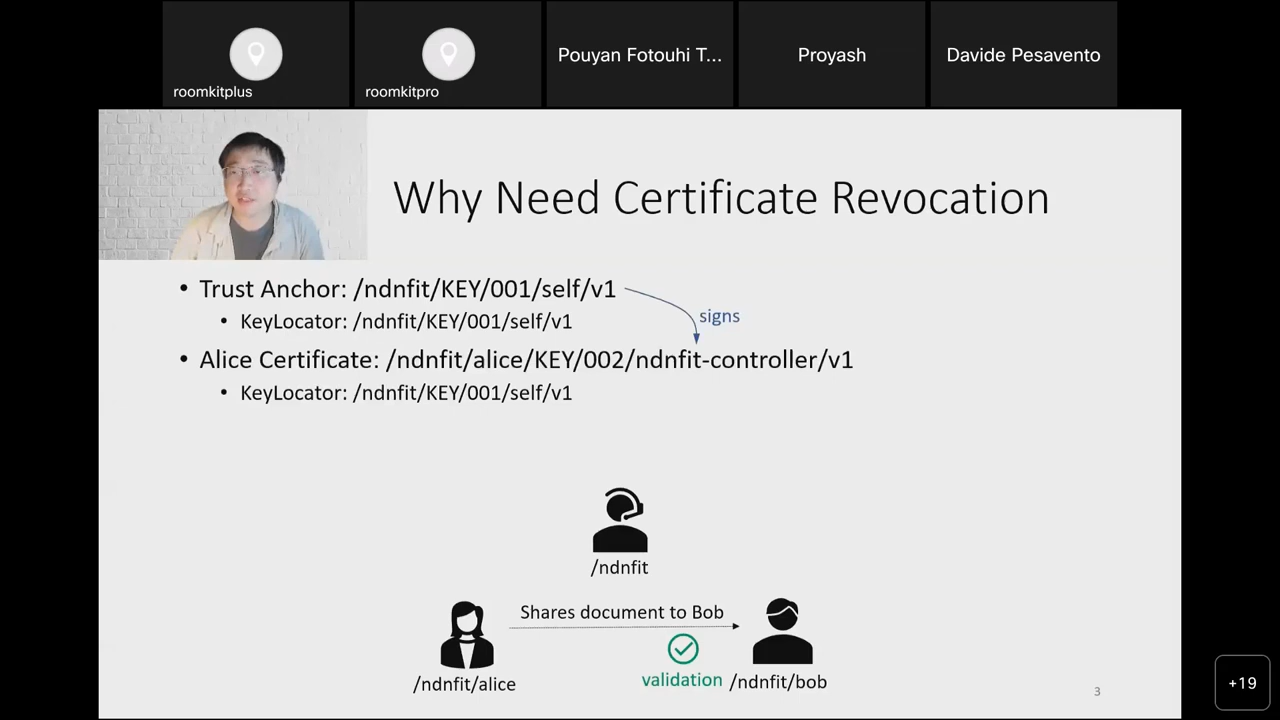 roomkitplus
roomkitpro
Pouyan Fotouhi T...
Proyash
Davide Pesavento
Why Need Certificate Revocation
• Trust Anchor: /ndnfit/KEY/001/self/v1
• KeyLocator: /ndnfit/KEY/001/self/v1
signs
• Alice Certificate: /ndnfit/alice/KEY/002/ndnfit-controller/v1
• KeyLocator: /ndnfit/KEY/001/self/v1
/ndnfit
Shares document to Bob
validation
/ndnfit/alice
/ndnfit/bob
3
+19